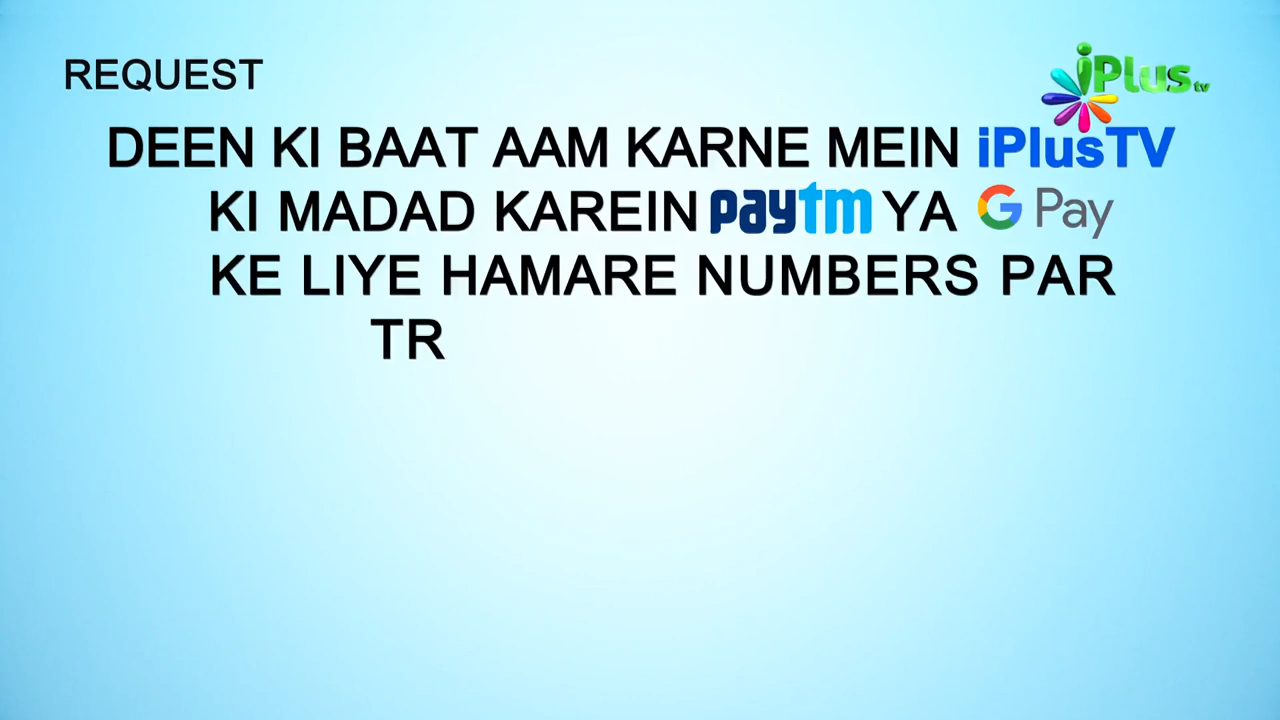 REQUEST
iPlus tv
DEEN KI BAAT AAM KARNE MEIN iPlusTV
KI MADAD KAREIN paytm YA G Pay
KE LIYE HAMARE NUMBERS PAR
TR